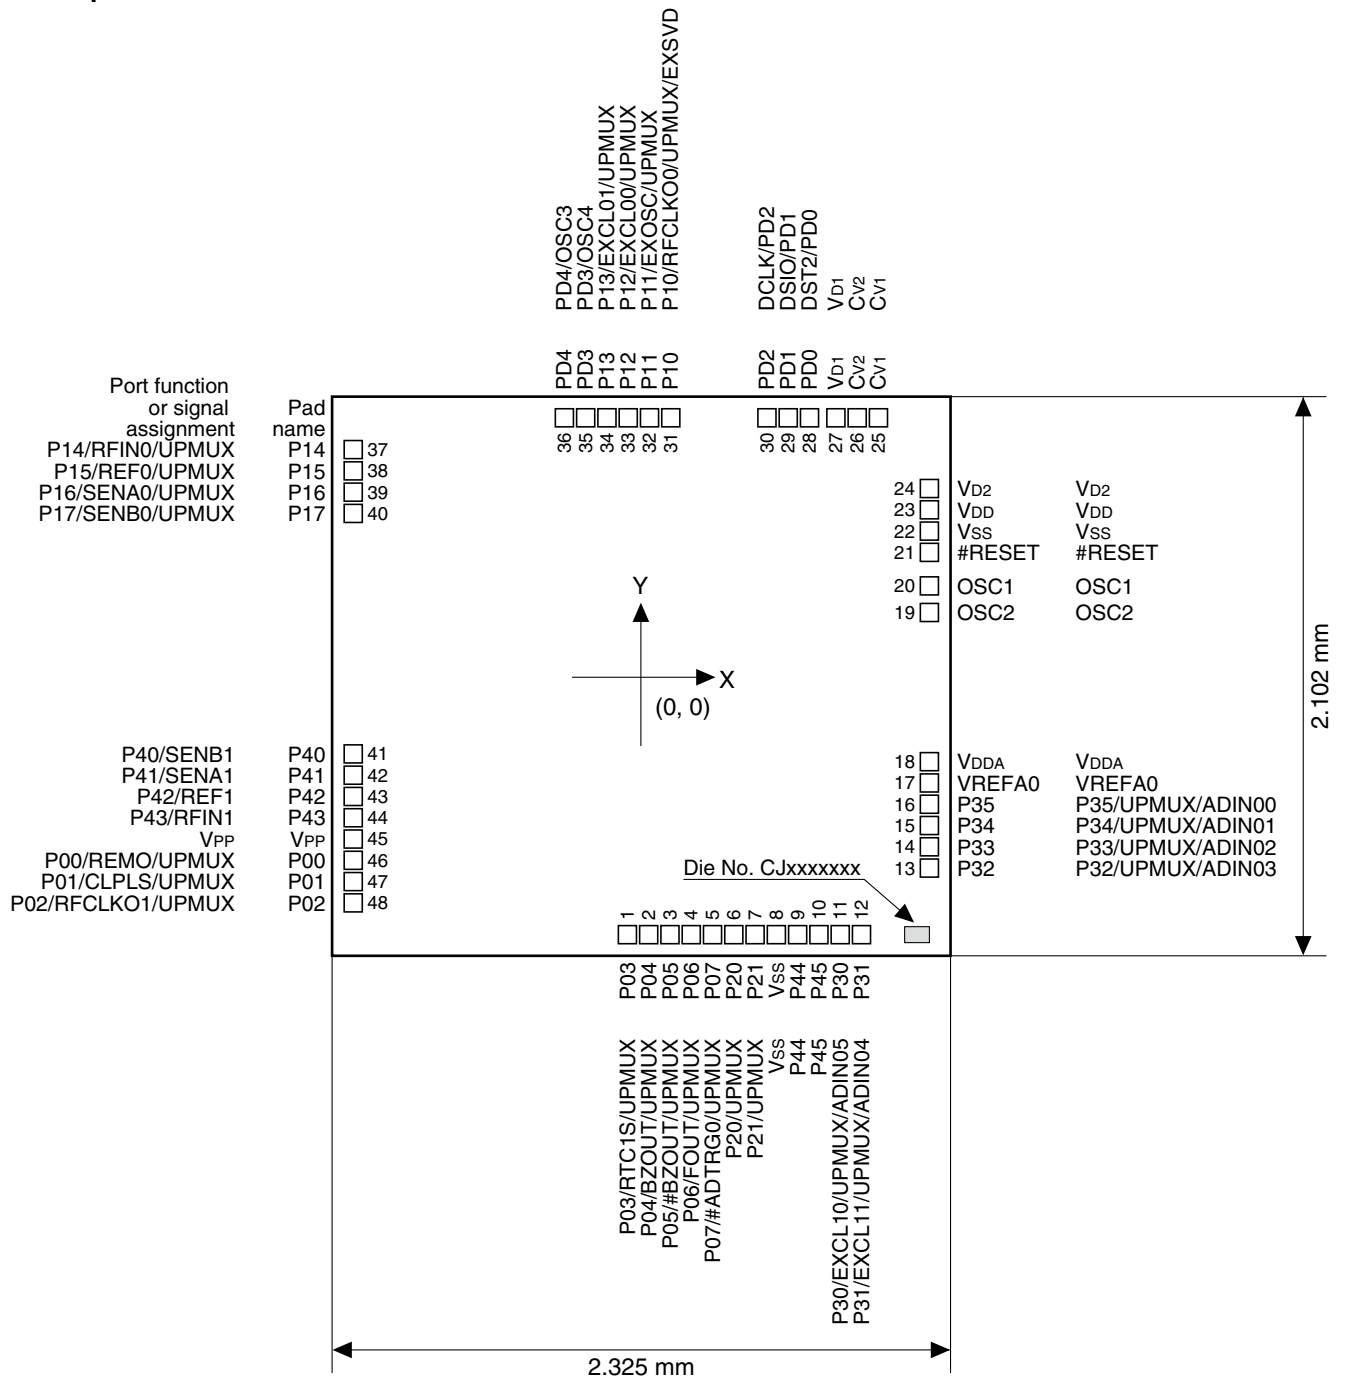 PD4/OSC3
PD3/OSC4
P13/EXCL01/UPMUX
P12/EXCL00/UPMUX
P11/EXOSC/UPMUX
P10/RFCLKO0/UPMUX/EXSVD
DCLK/PD2
DSIO/PD1
DST2/PD0
VD1
CV2
CV1
PD4
PD3
P13
P12
P11
P10
PD2
PD1
PD0
VD1
CV2
CV1
36
35
34
33
32
31
30
29
28
27
26
25
Port function
or signal
assignment
Pad
name
P14/RFIN0/UPMUX P14 37
P15/REF0/UPMUX P15 38
P16/SENA0/UPMUX P16 39
P17/SENB0/UPMUX P17 40
24 VD2 VD2
23 VDD VDD
22 VSS VSS
21 #RESET #RESET
20 OSC1 OSC1
19 OSC2 OSC2
Y
X
(0, 0)
2.102 mm
P40/SENB1 P40 41
P41/SENA1 P41 42
P42/REF1 P42 43
P43/RFIN1 P43 44
VPP VPP 45
P00/REMO/UPMUX P00 46
P01/CLPLS/UPMUX P01 47
P02/RFCLKO1/UPMUX P02 48
18 VDDA VDDA
17 VREFA0 VREFA0
16 P35 P35/UPMUX/ADIN00
15 P34 P34/UPMUX/ADIN01
14 P33 P33/UPMUX/ADIN02
13 P32 P32/UPMUX/ADIN03
Die No. CJxxxxxxx
1
2
3
4
5
6
7
8
9
10
11
12
P03
P04
P05
P06
P07
P20
P21
VSS
P44
P45
P30
P31
P03/RTC1S/UPMUX
P04/BZOUT/UPMUX
P05/#BZOUT/UPMUX
P06/FOUT/UPMUX
P07/#ADTRG0/UPMUX
P20/UPMUX
P21/UPMUX
VSS
P44
P45
P30/EXCL10/UPMUX/ADIN05
P31/EXCL11/UPMUX/ADIN04
2.325 mm